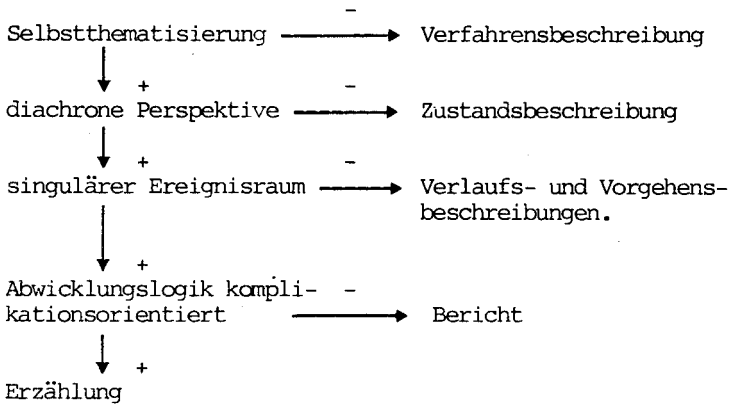 –
Selbstthematisierung Verfahrensbeschreibung
+ –
diachrone Perspektive Zustandsbeschreibung
+ –
singulärer Ereignisraum Verlaufs- und Vorgehens-
beschreibungen.
+
Abwicklungslogik kompli- –
kationsorientiert Bericht
+
Erzählung